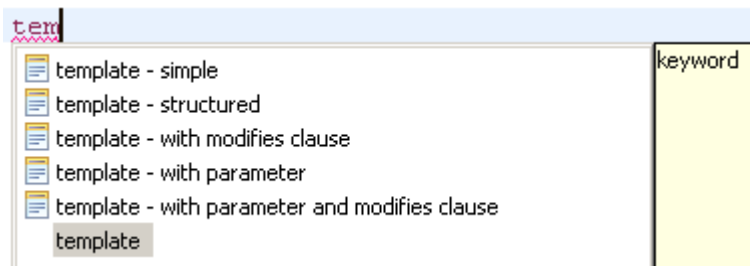 tem
template - simple
keyword
template - structured
template - with modifies clause
template - with parameter
template - with parameter and modifies clause
template